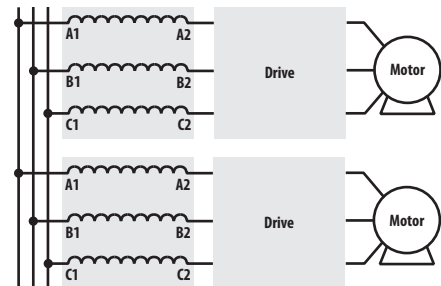 A1 A2
B1 B2
Drive
Motor
C1 C2
A1 A2
B1 B2
Drive
Motor
C1 C2